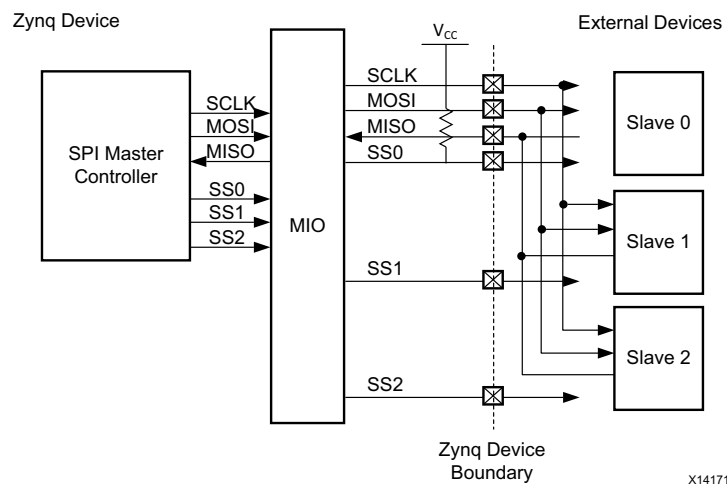 Zynq Device
External Devices
V_CC
SPI Master
Controller
SCLK
MOSI
MISO
SS0
SS1
SS2
MIO
SCLK
MOSI
MISO
SS0
SS1
SS2
Slave 0
Slave 1
Slave 2
Zynq Device
Boundary
X14171